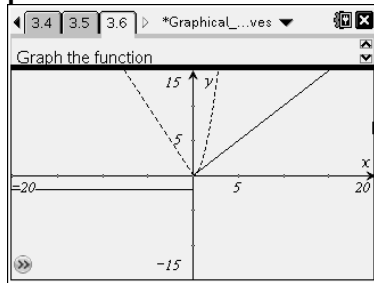 3.4 3.5 3.6 *Graphical_...ves
Graph the function
15 y
5
x
-20 5 20
-15